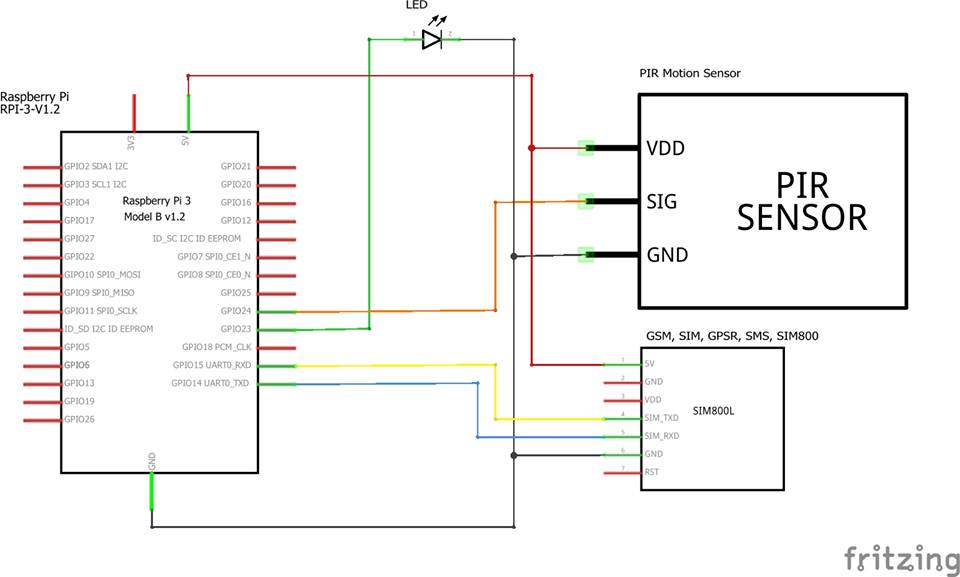 LED
1
2
PIR Motion Sensor
Raspberry Pi
RPI-3-V1.2
3V3
5V
GPIO2 SDA1 I2C
GPIO3 SCL1 I2C
GPIO4
GPIO17
GPIO27
GPIO22
GPIO10 SPI0_MOSI
GPIO9 SPI0_MISO
GPIO11 SPI0_SCLK
ID_SD I2C ID EEPROM
GPIO5
GPIO6
GPIO13
GPIO19
GPIO26
Raspberry Pi 3
Model B v1.2
GPIO21
GPIO20
GPIO16
GPIO12
ID_SC I2C ID EEPROM
GPIO7 SPI0_CE1_N
GPIO8 SPI0_CE0_N
GPIO25
GPIO24
GPIO23
GPIO18 PCM_CLK
GPIO15 UART0_RXD
GPIO14 UART0_TXD
GND
VDD
SIG
GND
PIR
SENSOR
GSM, SIM, GPSR, SMS, SIM800
1 5V
2 GND
3 VDD
4 SIM_TXD
5 SIM_RXD
6 GND
7 RST
SIM800L
fritzing